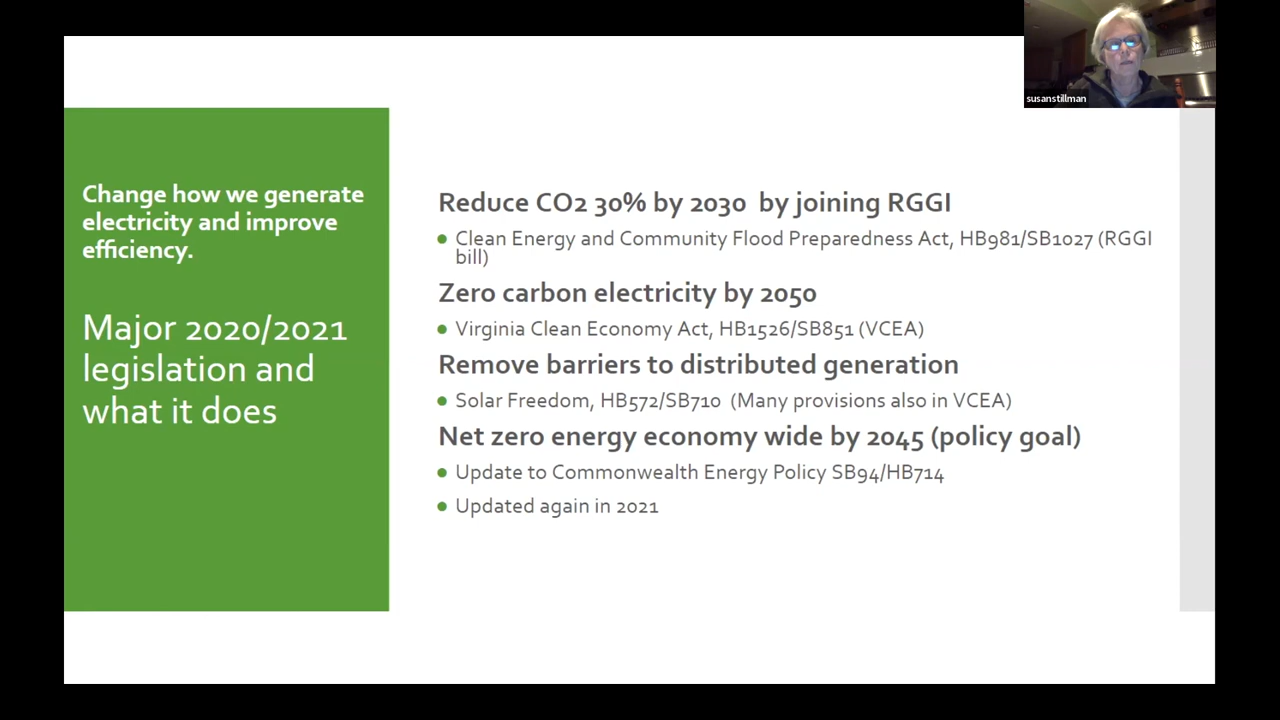 susanstillman
Change how we generate
electricity and improve
efficiency.
Major 2020/2021
legislation and
what it does
Reduce CO2 30% by 2030  by joining RGGI
Clean Energy and Community Flood Preparedness Act, HB981/SB1027 (RGGI
bill)
Zero carbon electricity by 2050
Virginia Clean Economy Act, HB1526/SB851 (VCEA)
Remove barriers to distributed generation
Solar Freedom, HB572/SB710  (Many provisions also in VCEA)
Net zero energy economy wide by 2045 (policy goal)
Update to Commonwealth Energy Policy SB94/HB714
Updated again in 2021